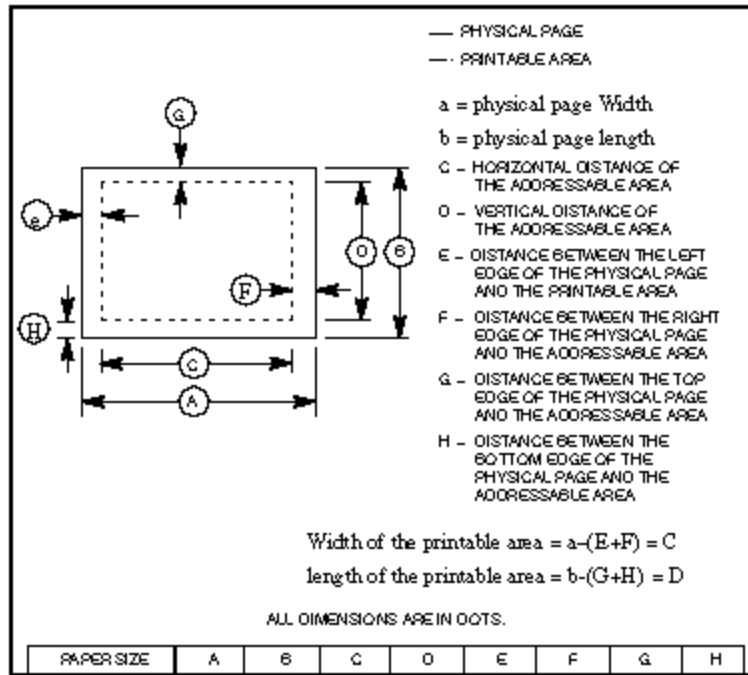 — PHYSICAL PAGE
—·- PRINTABLE AREA
a = physical page Width
b = physical page length
C – HORIZONTAL DISTANCE OF
THE ADDRESSABLE AREA
D – VERTICAL DISTANCE OF
THE ADDRESSABLE AREA
E – DISTANCE BETWEEN THE LEFT
EDGE OF THE PHYSICAL PAGE
AND THE PRINTABLE AREA
F – DISTANCE BETWEEN THE RIGHT
EDGE OF THE PHYSICAL PAGE
AND THE ADDRESSABLE AREA
G – DISTANCE BETWEEN THE TOP
EDGE OF THE PHYSICAL PAGE
AND THE ADDRESSABLE AREA
H – DISTANCE BETWEEN THE
BOTTOM EDGE OF THE
PHYSICAL PAGE AND THE
ADDRESSABLE AREA
G
e
D
B
F
H
C
A
Width of the printable area = a–(E+F) = C
length of the printable area = b-(G+H) = D
ALL DIMENSIONS ARE IN DOTS.
PAPER SIZE A B C D E F G H